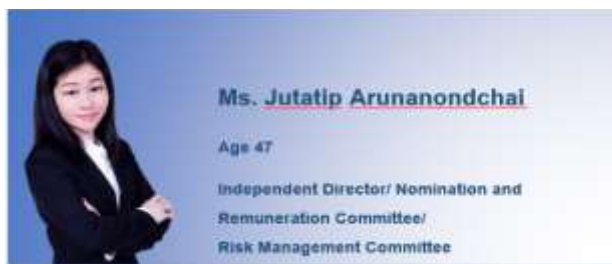 Ms. Jutatip Arunanondchai
Age 47
Independent Director/ Nomination and
Remuneration Committee/
Risk Management Committee